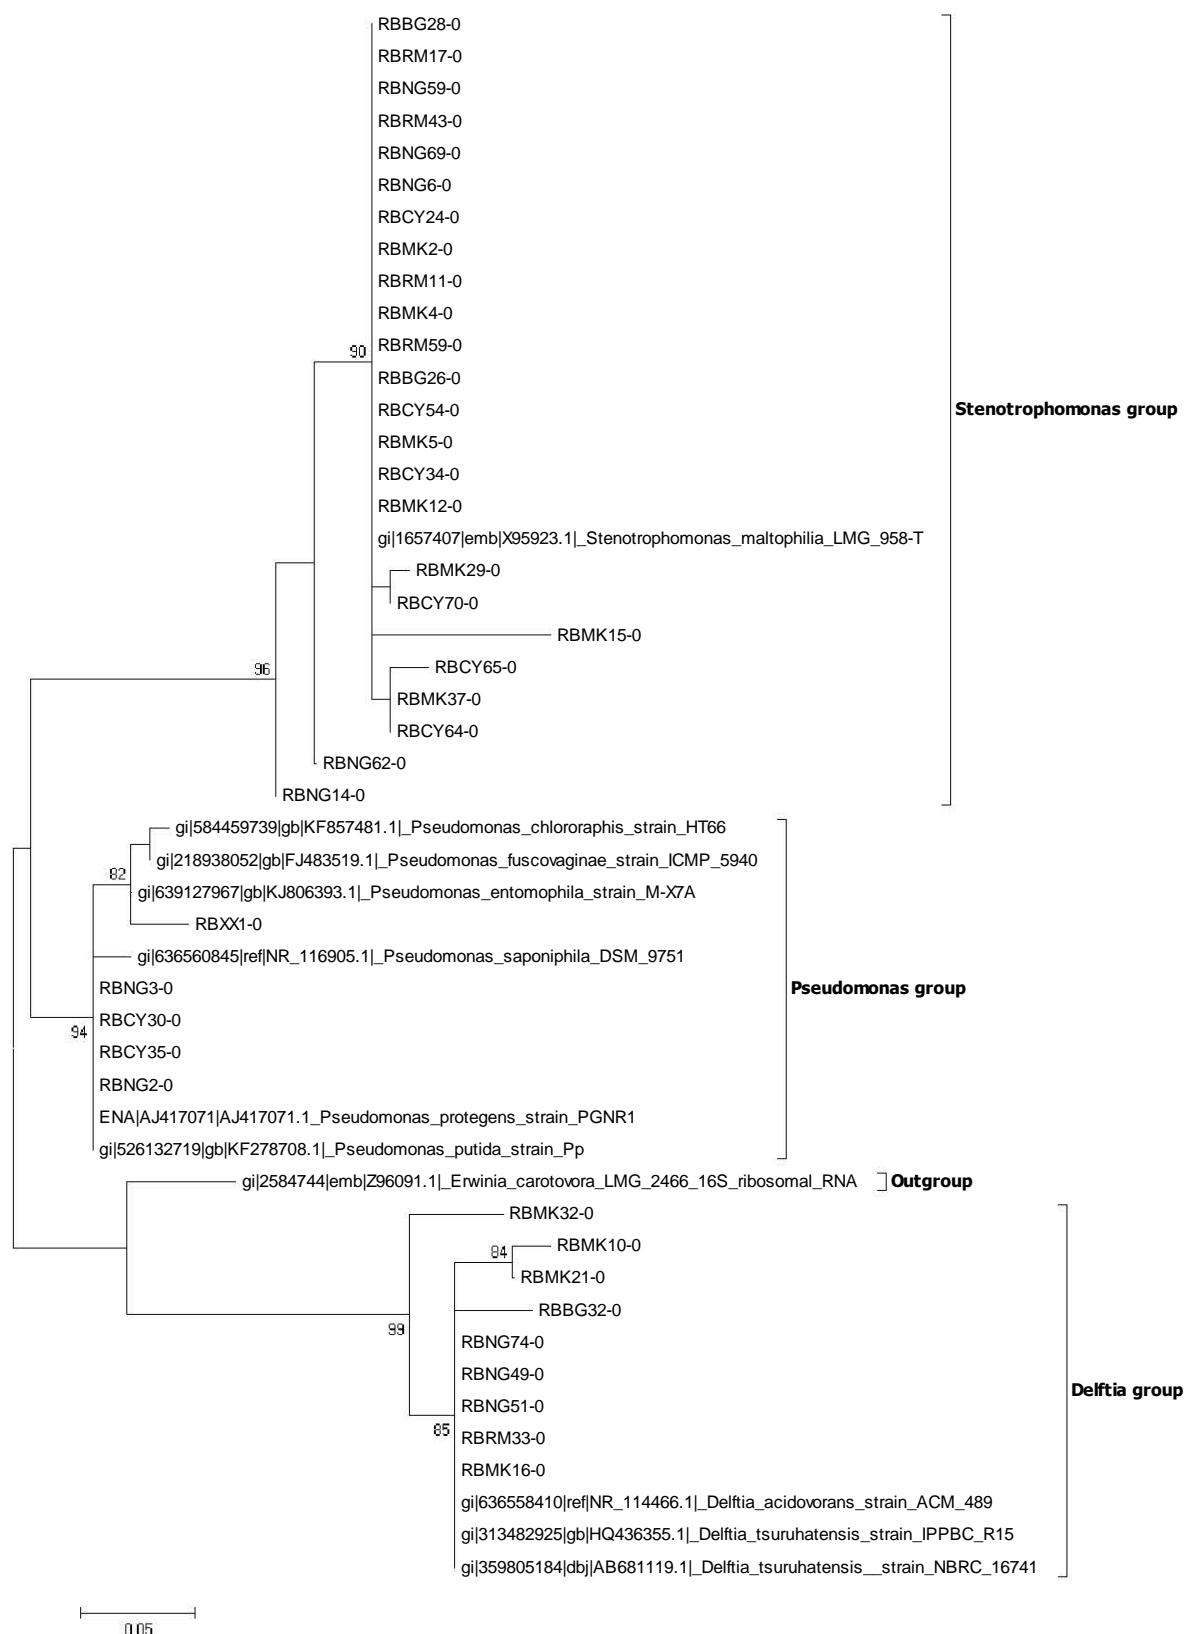 RBBG28-0
RBRM17-0
RBNG59-0
RBRM43-0
RBNG69-0
RBNG6-0
RBCY24-0
RBMK2-0
RBRM11-0
RBMK4-0
RBRM59-0
90
RBBG26-0
RBCY54-0
Stenotrophomonas group
RBMK5-0
RBCY34-0
RBMK12-0
gi|1657407|emb|X95923.1|_Stenotrophomonas_maltophilia_LMG_958-T
RBMK29-0
RBCY70-0
RBMK15-0
RBCY65-0
96
RBMK37-0
RBCY64-0
RBNG62-0
RBNG14-0
gi|584459739|gb|KF857481.1|_Pseudomonas_chlororaphis_strain_HT66
gi|218938052|gb|FJ483519.1|_Pseudomonas_fuscovaginae_strain_ICMP_5940
82
gi|639127967|gb|KJ806393.1|_Pseudomonas_entomophila_strain_M-X7A
RBXX1-0
gi|636560845|ref|NR_116905.1|_Pseudomonas_saponiphila_DSM_9751
RBNG3-0
Pseudomonas group
RBCY30-0
94
RBCY35-0
RBNG2-0
ENA|AJ417071|AJ417071.1_Pseudomonas_protegens_strain_PGNR1
gi|526132719|gb|KF278708.1|_Pseudomonas_putida_strain_Pp
gi|2584744|emb|Z96091.1|_Erwinia_carotovora_LMG_2466_16S_ribosomal_RNA
Outgroup
RBMK32-0
RBMK10-0
84
RBMK21-0
RBBG32-0
99
RBNG74-0
RBNG49-0
Delftia group
RBNG51-0
85
RBRM33-0
RBMK16-0
gi|636558410|ref|NR_114466.1|_Delftia_acidovorans_strain_ACM_489
gi|313482925|gb|HQ436355.1|_Delftia_tsuruhatensis_strain_IPPBC_R15
gi|359805184|dbj|AB681119.1|_Delftia_tsuruhatensis__strain_NBRC_16741
0.05